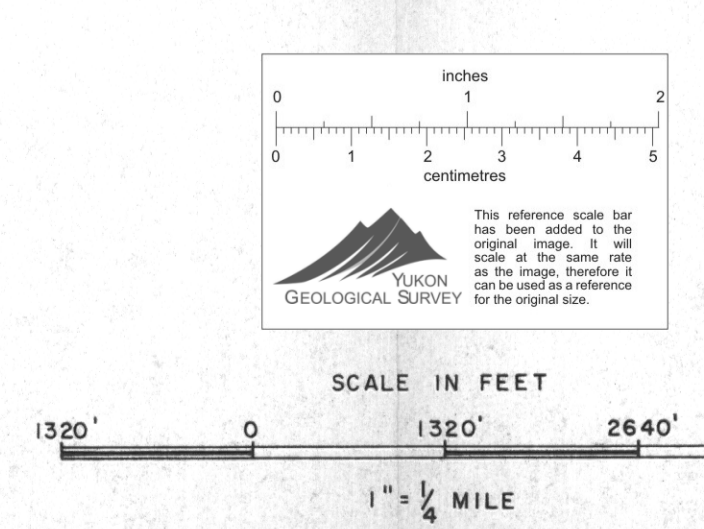 inches
0 1 2
0 1 2 3 4 5
centimetres
YUKON
GEOLOGICAL SURVEY
This reference scale bar
has been added to the
original image. It will
scale at the same rate
as the image, therefore it
can be used as a reference
for the original size.
SCALE IN FEET
1320' 0 1320' 2640'
1" = 1/4 MILE